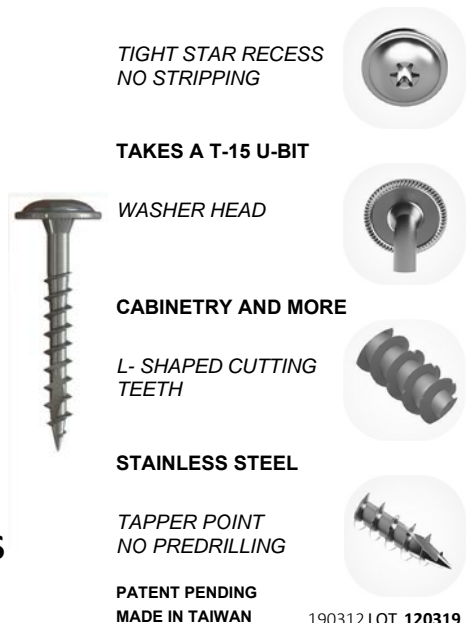 TIGHT STAR RECESS
NO STRIPPING
TAKES A T-15 U-BIT
WASHER HEAD
CABINETRY AND MORE
L- SHAPED CUTTING
TEETH
STAINLESS STEEL
TAPPER POINT
NO PREDRILLING
S
PATENT PENDING
MADE IN TAIWAN
190312 LOT 120319